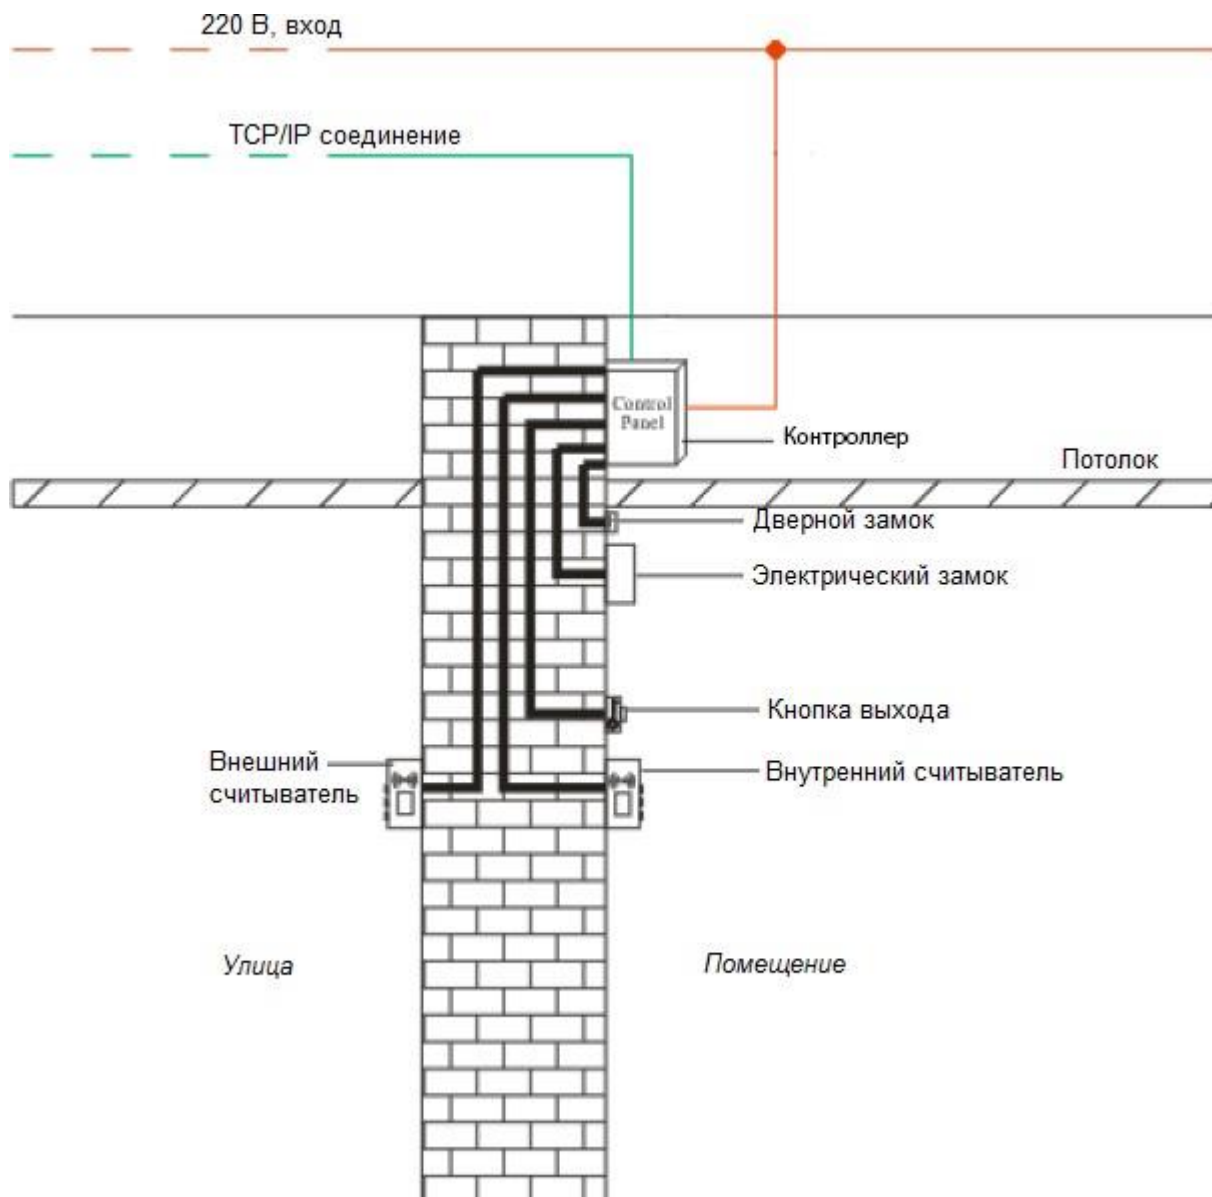 220 В, вход
TCP/IP соединение
Control
Panel
Контроллер
Потолок
Дверной замок
Электрический замок
Кнопка выхода
Внешний
считыватель
Внутренний считыватель
Улица
Помещение